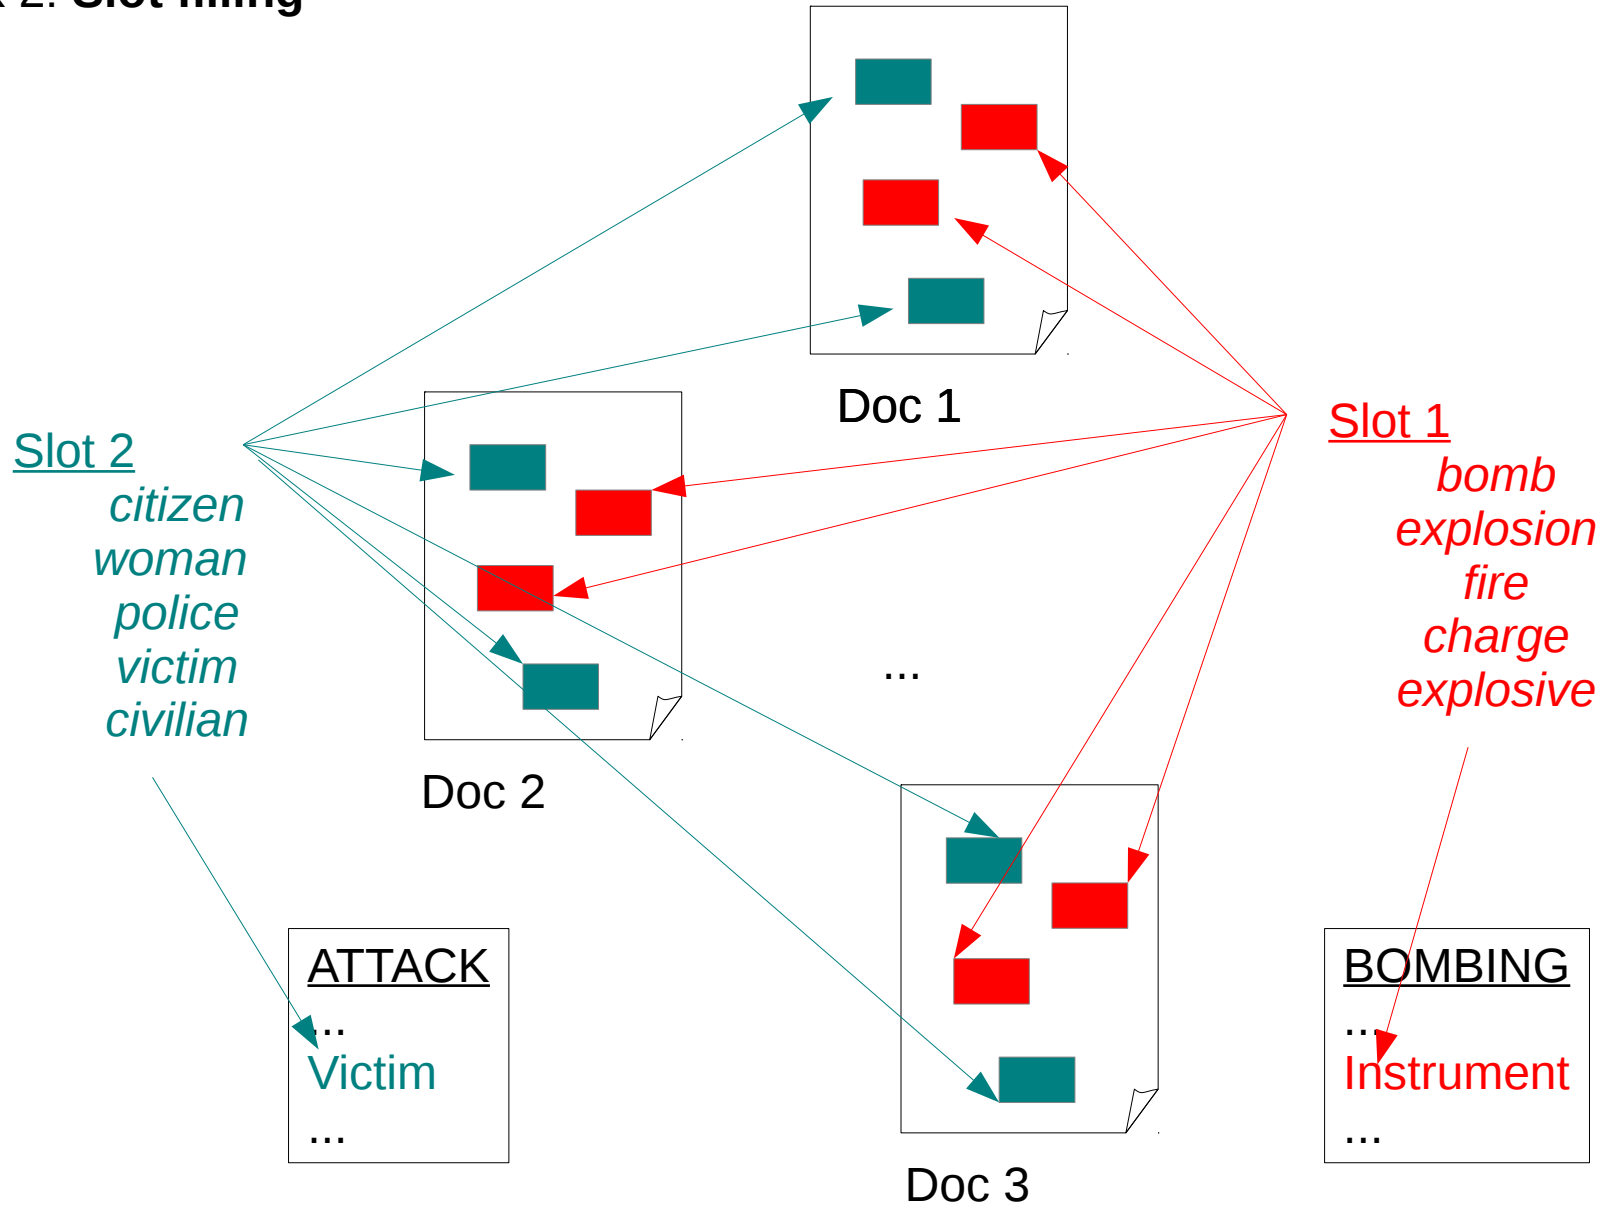 2. Slot filling
Doc 1
Slot 2
citizen
woman
police
victim
civilian
Slot 1
bomb
explosion
fire
charge
explosive
...
Doc 2
ATTACK
...
Victim
...
BOMBING
...
Instrument
...
Doc 3